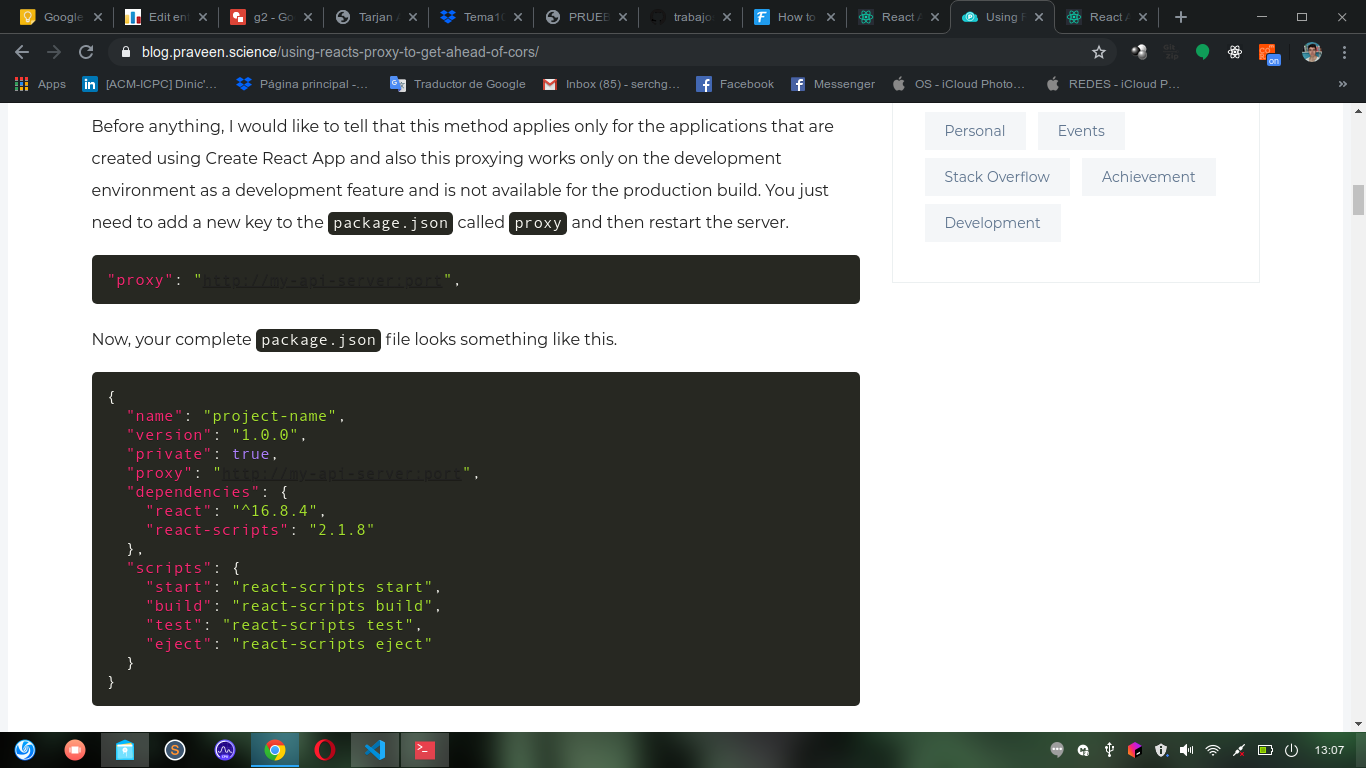 Google
Edit en
g2 - Go
Tarjan
Tema1
PRUE
trabajo
How to
React A
Using
React A
blog.praveen.science/using-reacts-proxy-to-get-ahead-of-cors/
Apps
[ACM-ICPC] Dinic'...
Página principal -...
Traductor de Google
Inbox (85) - serchg...
Facebook
Messenger
OS - iCloud Photo...
REDES - iCloud P...
»
Before anything, I would like to tell that this method applies only for the applications that are
created using Create React App and also this proxying works only on the development
environment as a development feature and is not available for the production build. You just
need to add a new key to the package.json called proxy and then restart the server.
"proxy": "http://my-api-server:port",
Now, your complete package.json file looks something like this.
{
"name": "project-name",
"version": "1.0.0",
"private": true,
"proxy": "http://my-api-server:port",
"dependencies": {
"react": "^16.8.4",
"react-scripts": "2.1.8"
},
"scripts": {
"start": "react-scripts start",
"build": "react-scripts build",
"test": "react-scripts test",
"eject": "react-scripts eject"
}
}
Personal
Events
Stack Overflow
Achievement
Development
on
13:07